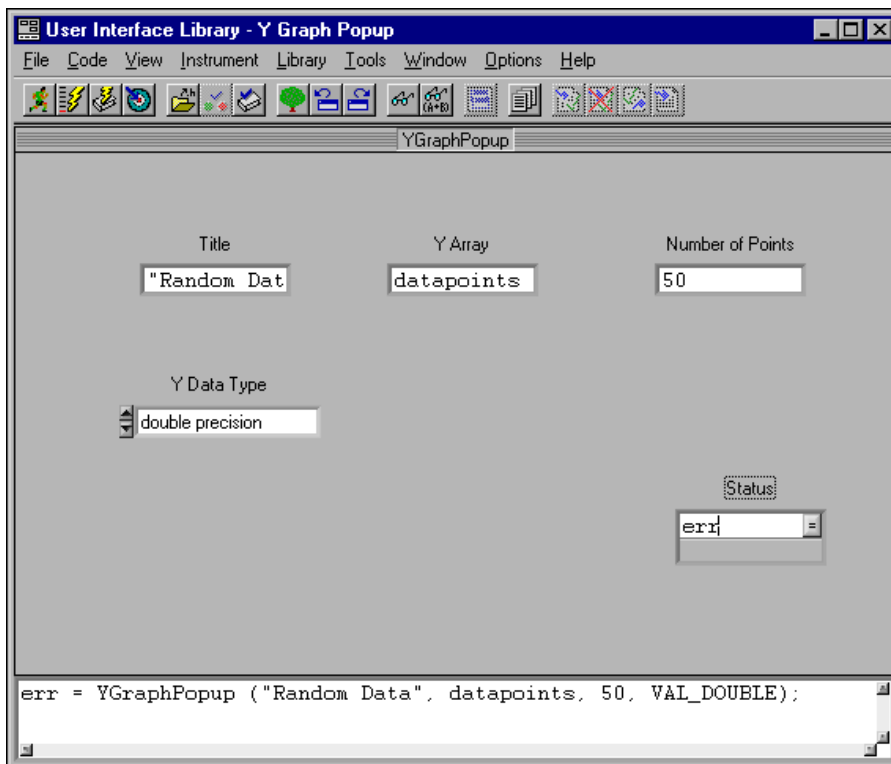 User Interface Library - Y Graph Popup
File Code View Instrument Library Tools Window Options Help
YGraphPopup
Title Y Array Number of Points
"Random Dat datapoints 50
Y Data Type
double precision
Status
err =
err = YGraphPopup ("Random Data", datapoints, 50, VAL_DOUBLE);